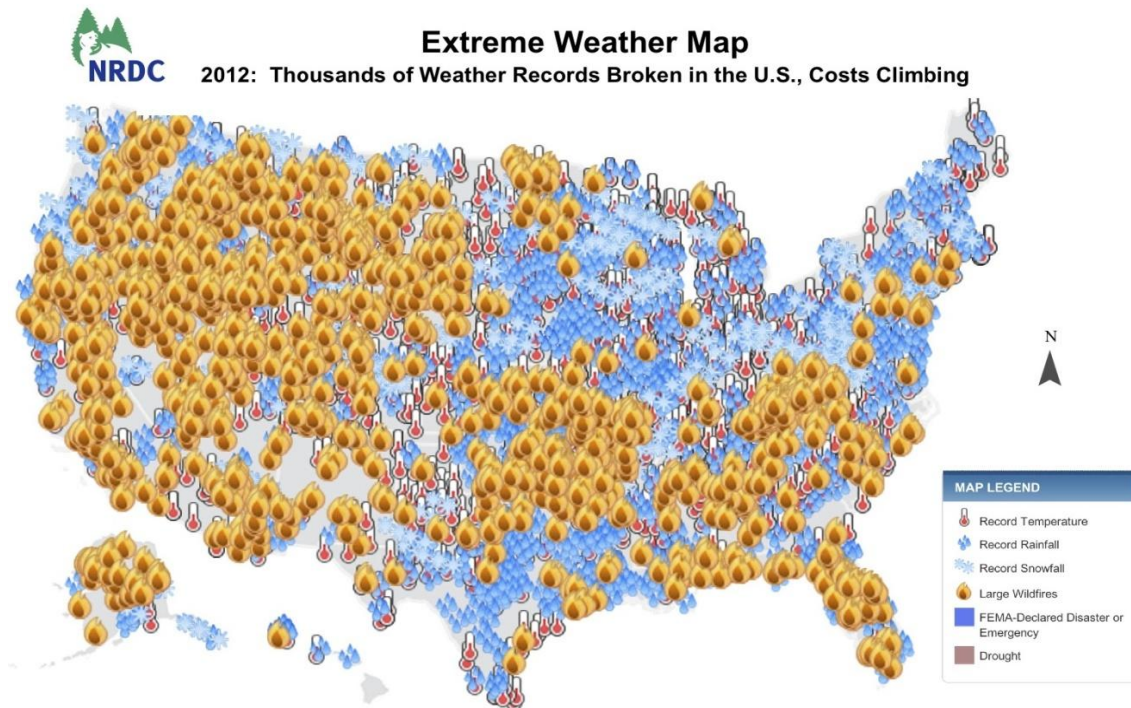 NRDC
Extreme Weather Map
2012: Thousands of Weather Records Broken in the U.S., Costs Climbing
N
MAP LEGEND
Record Temperature
Record Rainfall
Record Snowfall
Large Wildfires
FEMA-Declared Disaster or
Emergency
Drought